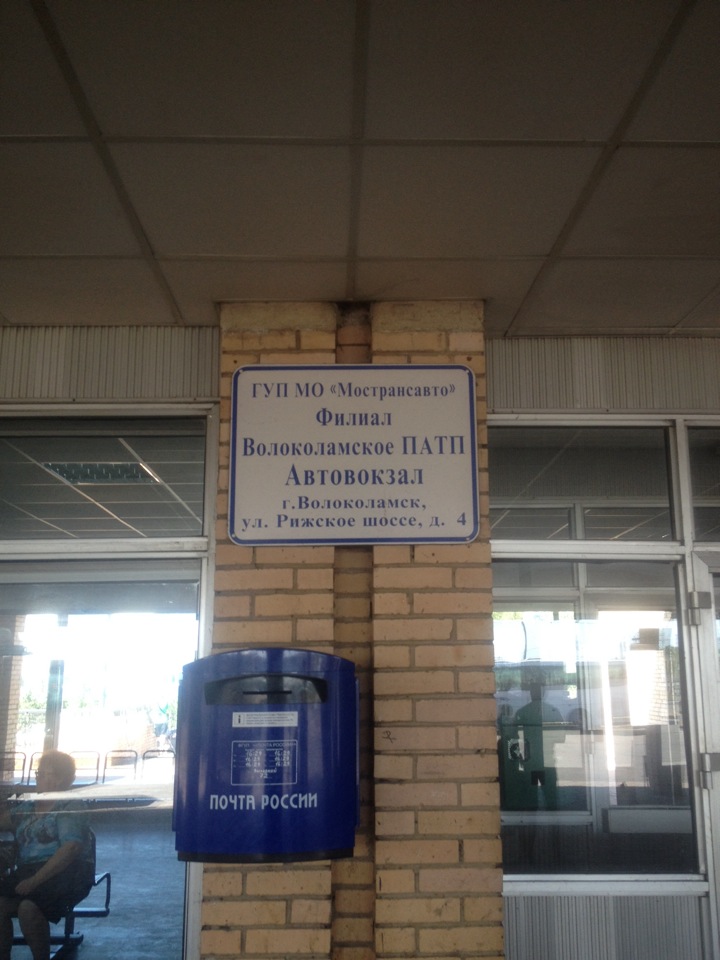 ГУП МО «Мострансавто»
Филиал
Волоколамское ПАТП
Автовокзал
г.Волоколамск,
ул. Рижское шоссе, д. 4
ПОЧТА РОССИИ